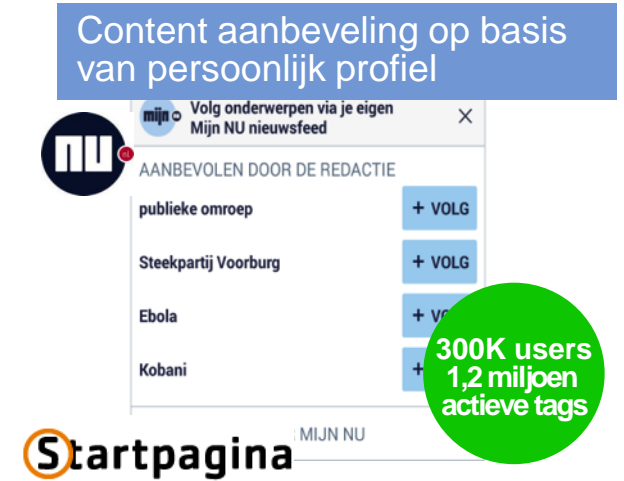 Content aanbeveling op basis
van persoonlijk profiel
mijn
Volg onderwerpen via je eigen
Mijn NU nieuwsfeed
nu
nl
AANBEVOLEN DOOR DE REDACTIE
publieke omroep
+ VOLG
Steekpartij Voorburg
+ VOLG
Ebola
+
Kobani
+
300K users
1,2 miljoen
actieve tags
MIJN NU
Startpagina